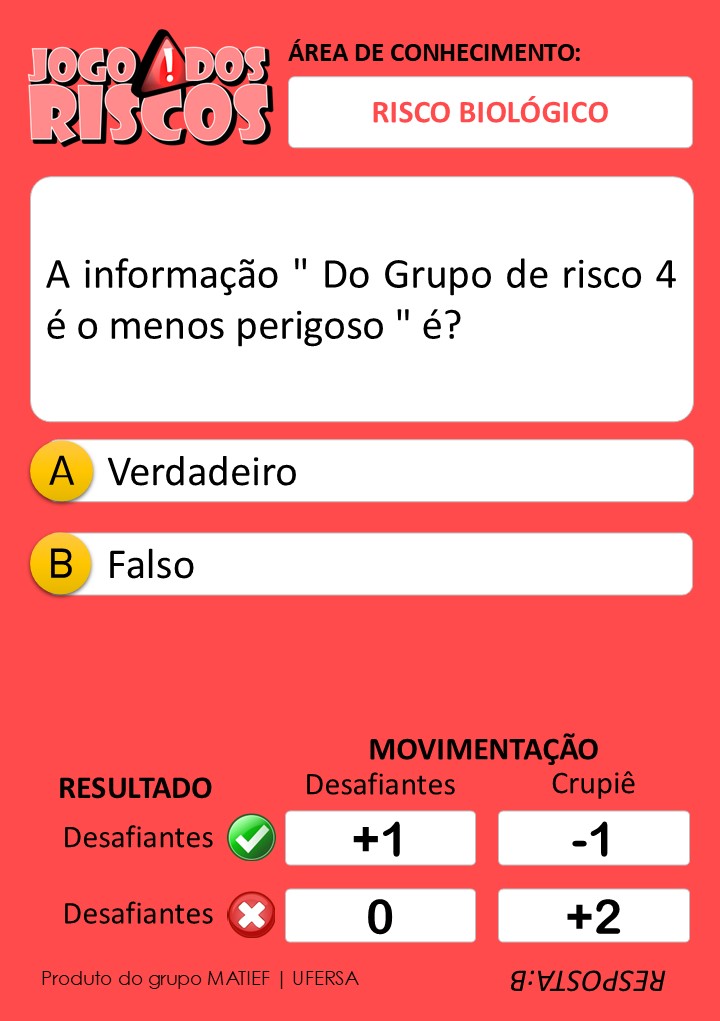 JOGO DOS
RISCOS
ÁREA DE CONHECIMENTO:
RISCO BIOLÓGICO
A informação " Do Grupo de risco 4
é o menos perigoso " é?
A Verdadeiro
B Falso
MOVIMENTAÇÃO
RESULTADO Desafiantes Crupiê
Desafiantes +1 -1
Desafiantes 0 +2
Produto do grupo MATIEF | UFERSA
RESPOSTA:B